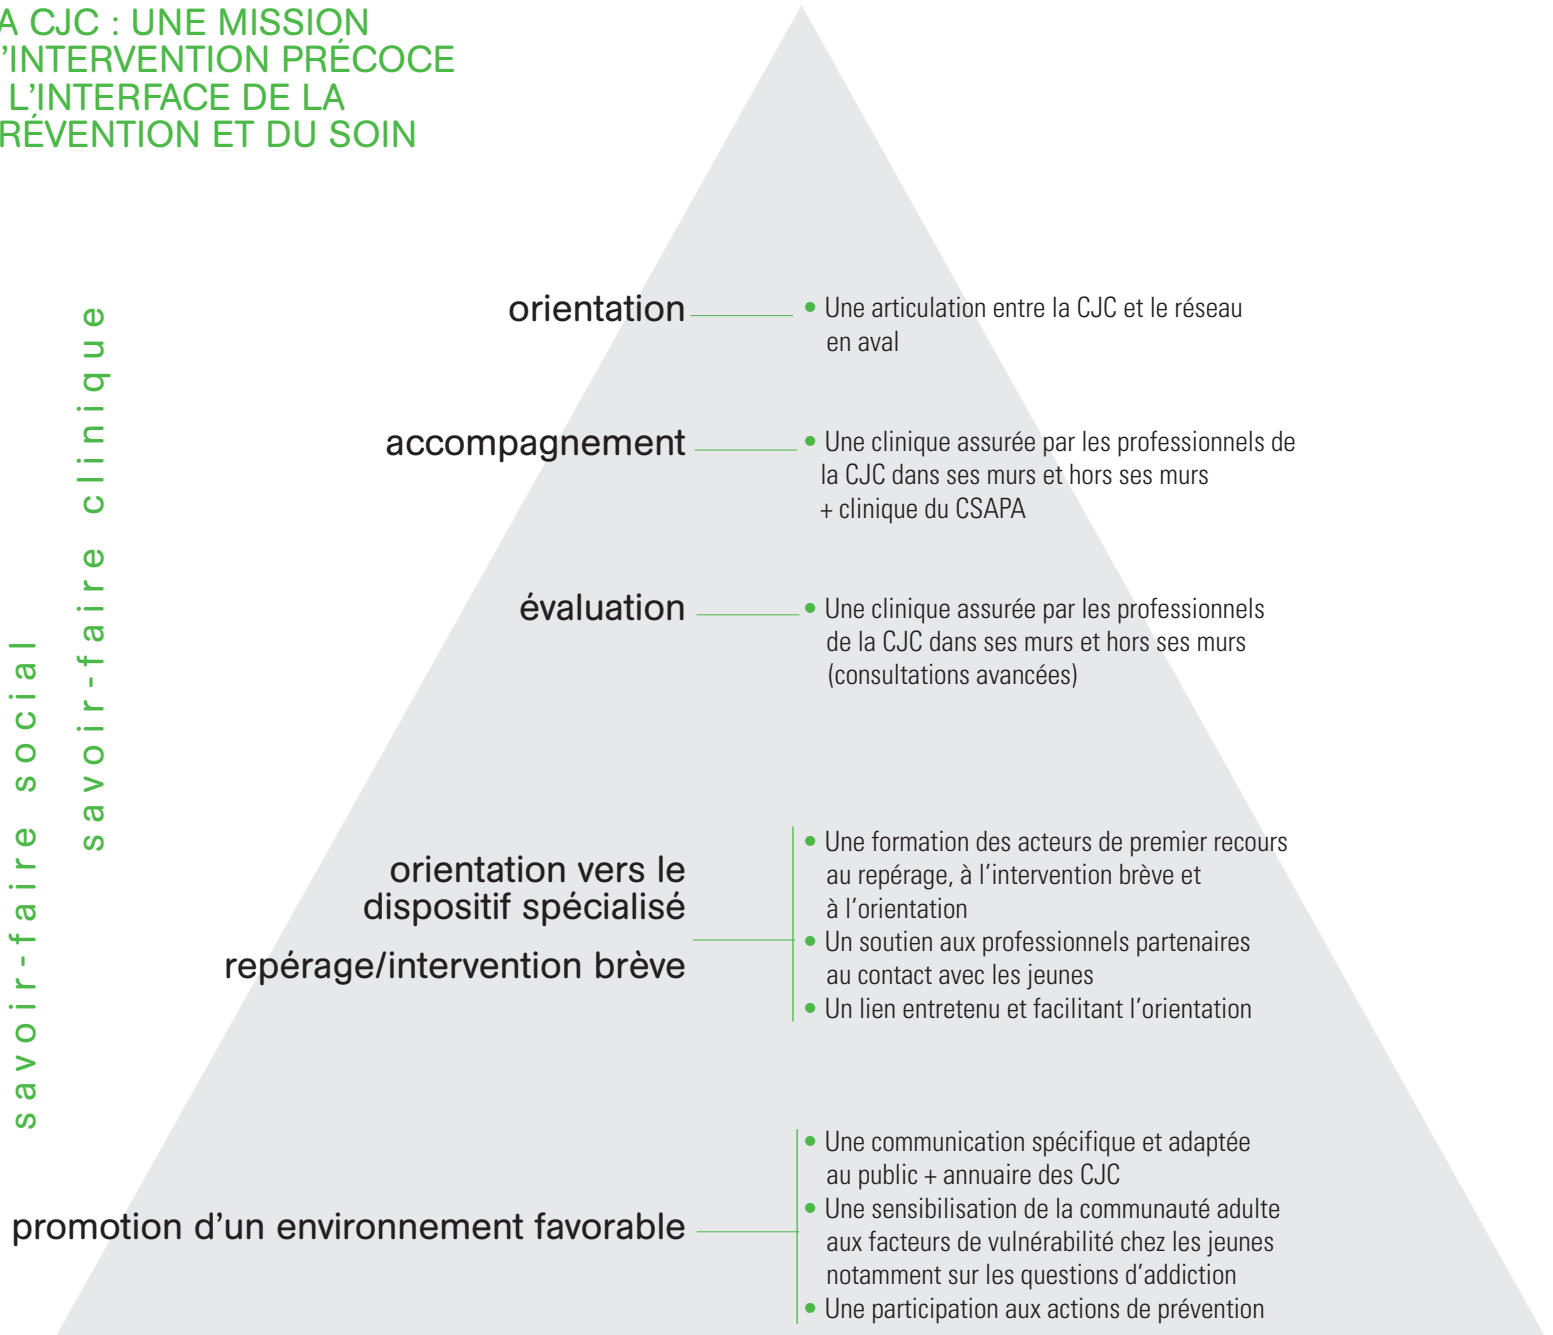 A CJC : UNE MISSION
'INTERVENTION PRÉCOCE
L'INTERFACE DE LA
RÉVENTION ET DU SOIN
savoir-faire social
savoir-faire clinique
orientation
• Une articulation entre la CJC et le réseau
en aval
accompagnement
• Une clinique assurée par les professionnels de
la CJC dans ses murs et hors ses murs
+ clinique du CSAPA
évaluation
• Une clinique assurée par les professionnels
de la CJC dans ses murs et hors ses murs
(consultations avancées)
orientation vers le
dispositif spécialisé
repérage/intervention brève
• Une formation des acteurs de premier recours
au repérage, à l'intervention brève et
à l'orientation
• Un soutien aux professionnels partenaires
au contact avec les jeunes
• Un lien entretenu et facilitant l'orientation
promotion d'un environnement favorable
• Une communication spécifique et adaptée
au public + annuaire des CJC
• Une sensibilisation de la communauté adulte
aux facteurs de vulnérabilité chez les jeunes
notamment sur les questions d'addiction
• Une participation aux actions de prévention